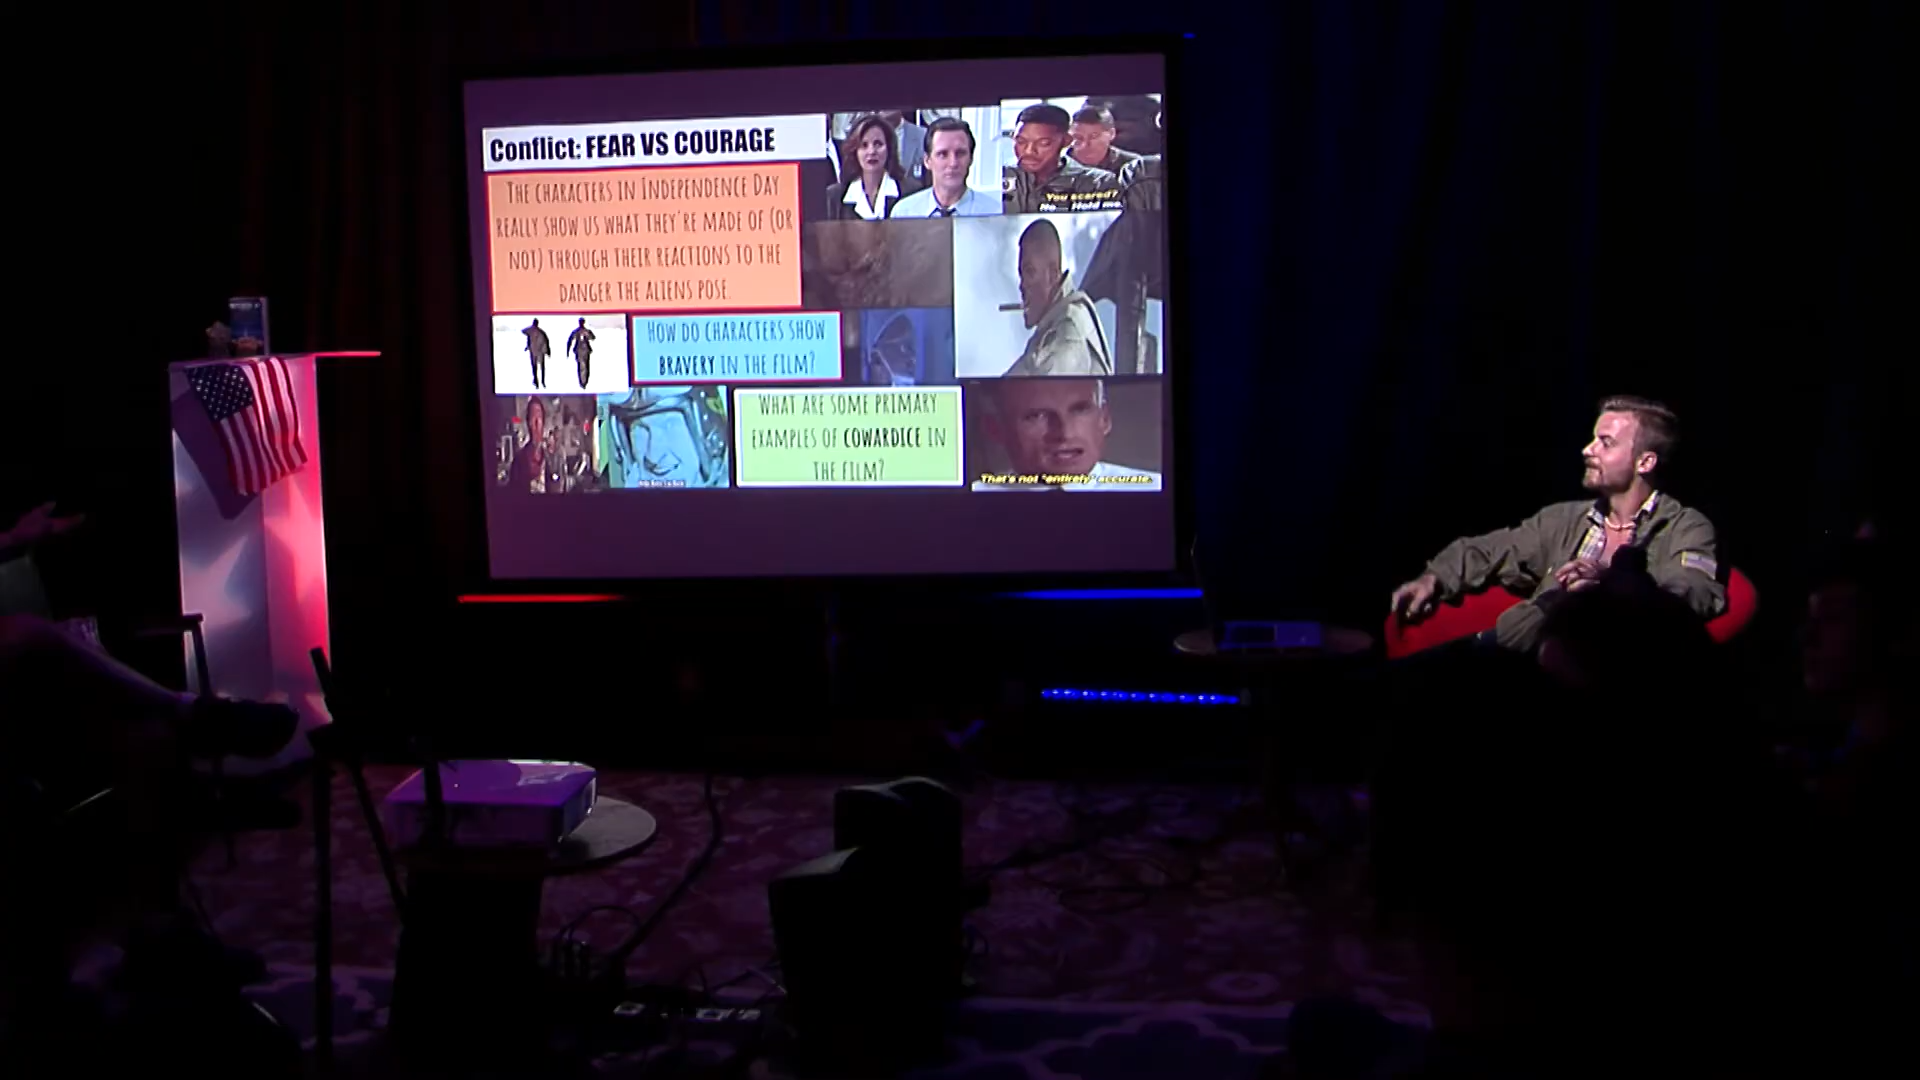 Conflict: FEAR VS COURAGE
THE CHARACTERS IN INDEPENDENCE DAY
REALLY SHOW US WHAT THEY'RE MADE OF (OR
NOT) THROUGH THEIR REACTIONS TO THE
DANGER THE ALIENS POSE.
You scared?
No... Hold me.
HOW DO CHARACTERS SHOW
BRAVERY IN THE FILM?
WHAT ARE SOME PRIMARY
EXAMPLES OF COWARDICE IN
THE FILM?
That's not "entirely" accurate.